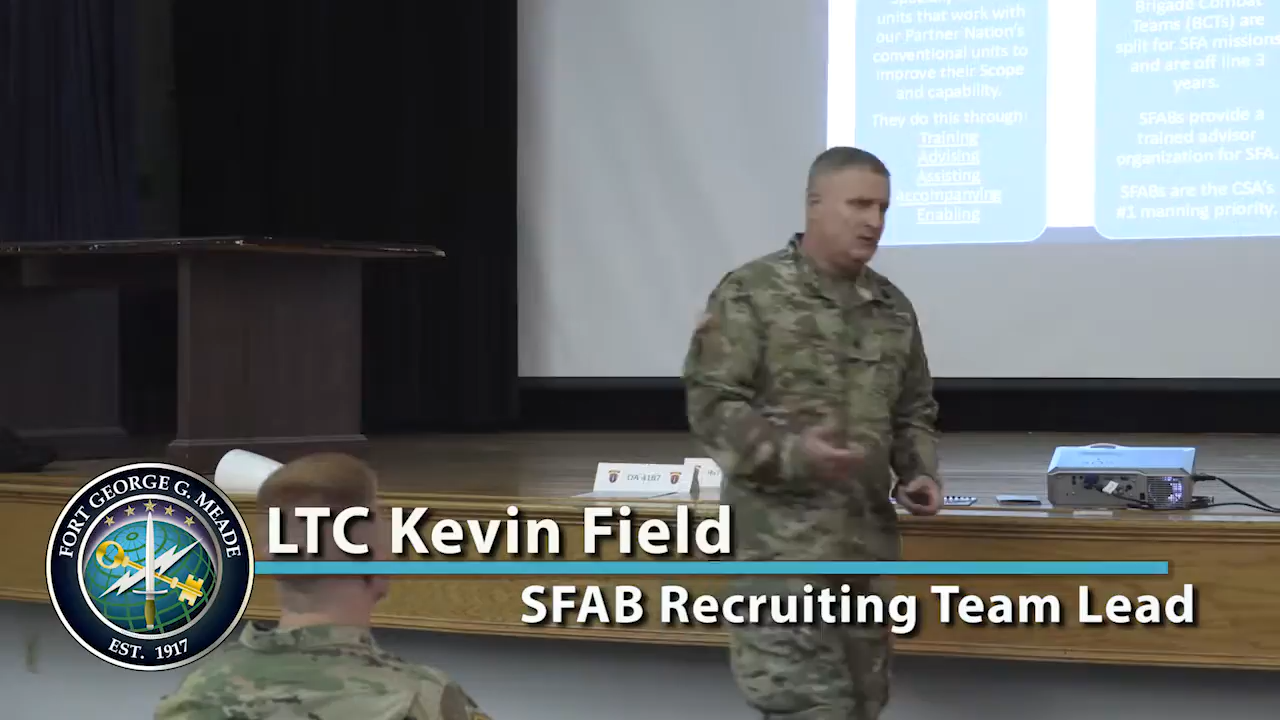 units that work with
our Partner Nation's
conventional units to
improve their Scope
and capability.
They do this through:
Training
Advising
Assisting
Accompanying
Enabling
Brigade Combat
Teams (BCTs) are
split for SFA missions
and are off line 3
years.
SFABs provide a
trained advisor
organization for SFA.
SFABs are the CSA's
#1 manning priority.
DA-4187
FORT GEORGE G. MEADE
EST. 1917
LTC Kevin Field
SFAB Recruiting Team Lead